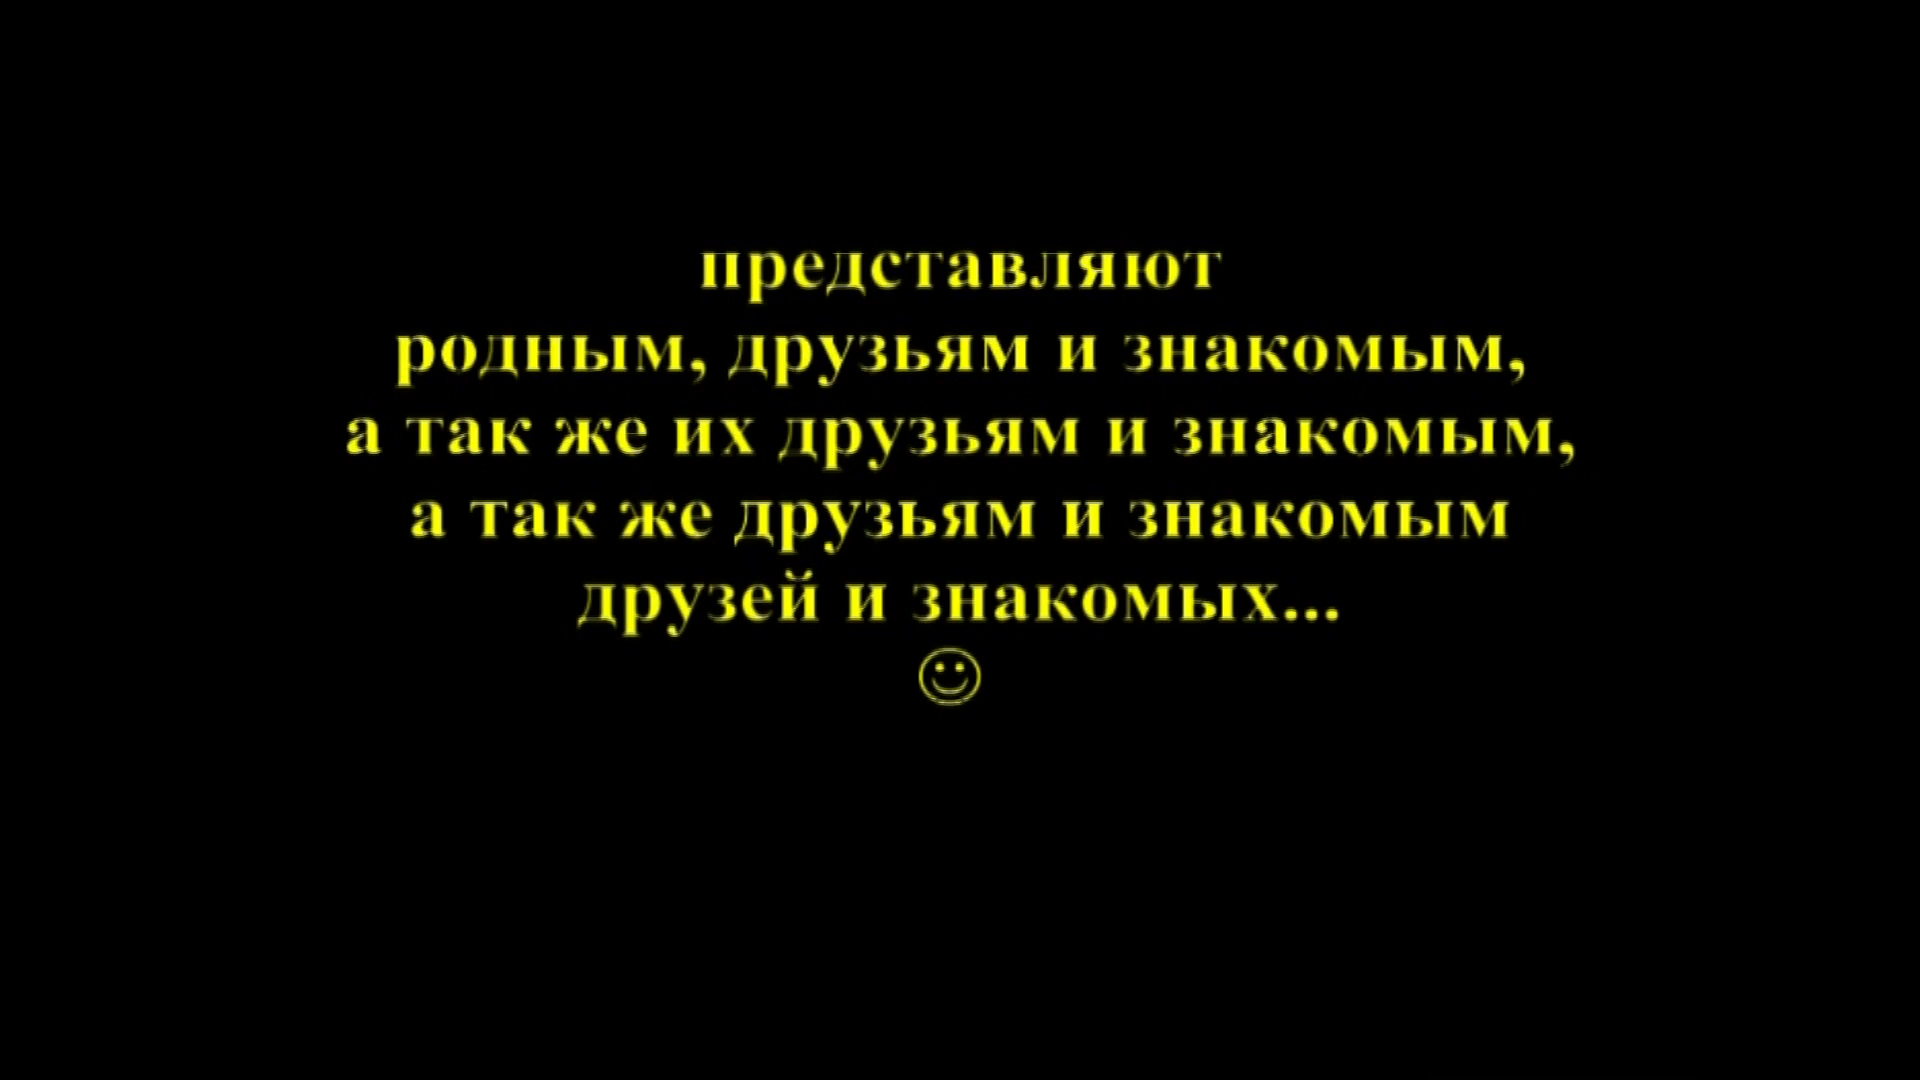 представляют
родным, друзьям и знакомым,
а так же их друзьям и знакомым,
а так же друзьям и знакомым
друзей и знакомых...
☺